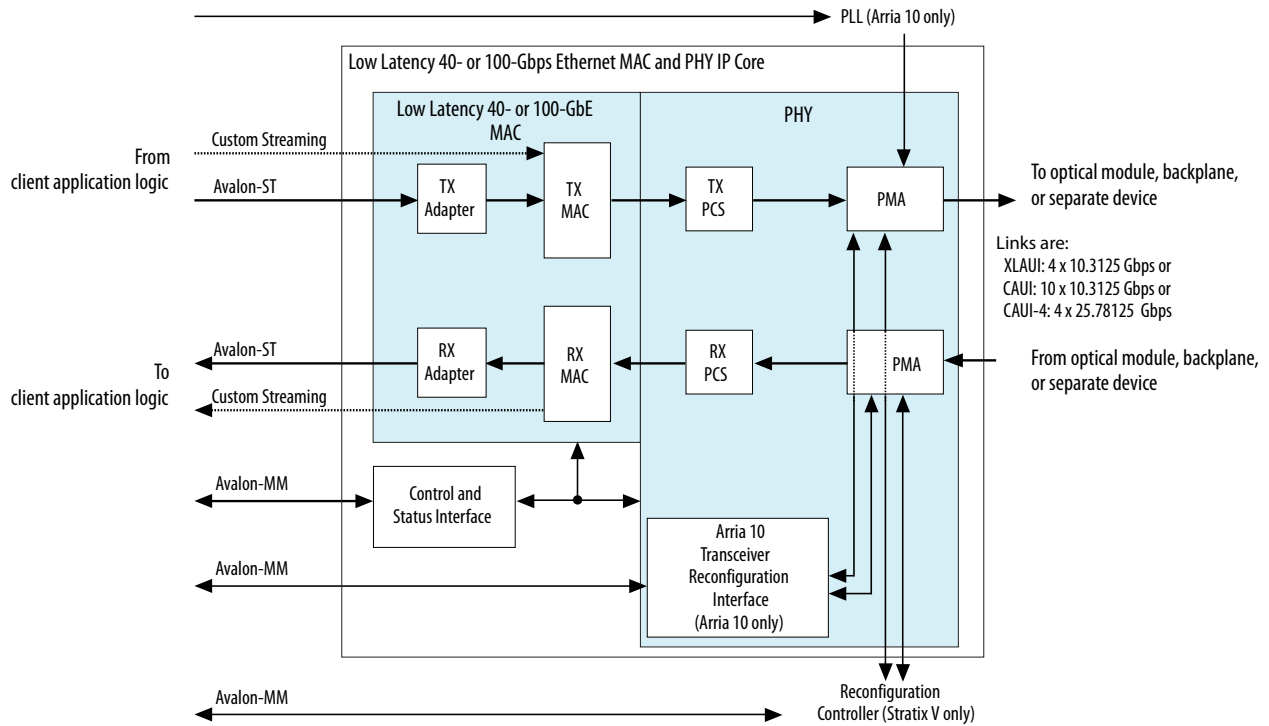 PLL (Arria 10 only)
Low Latency 40- or 100-Gbps Ethernet MAC and PHY IP Core
Low Latency 40- or 100-GbE
MAC
PHY
Custom Streaming
From
client application logic
Avalon-ST
TX
Adapter
TX
MAC
TX
PCS
PMA
To optical module, backplane,
or separate device
Links are:
XLAUI: 4 x 10.3125 Gbps or
CAUI: 10 x 10.3125 Gbps or
CAUI-4: 4 x 25.78125 Gbps
Avalon-ST
To
client application logic
Custom Streaming
RX
Adapter
RX
MAC
RX
PCS
PMA
From optical module, backplane,
or separate device
Avalon-MM
Control and
Status Interface
Avalon-MM
Arria 10
Transceiver
Reconfiguration
Interface
(Arria 10 only)
Avalon-MM
Reconfiguration
Controller (Stratix V only)